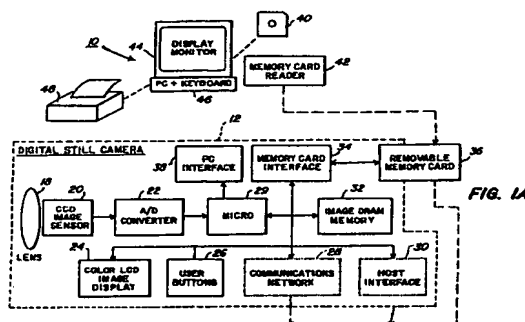 10
44
DISPLAY
MONITOR
40
MEMORY CARD
READER
42
48
PC + KEYBOARD
46
12
DIGITAL STILL CAMERA
38
PC
INTERFACE
MEMORY CARD
INTERFACE
34
REMOVABLE
MEMORY CARD
36
FIG. 1A
18
LENS
20
CCD
IMAGE
SENSOR
22
A/D
CONVERTER
29
MICRO
32
IMAGE DRAM
MEMORY
24
COLOR LCD
IMAGE
DISPLAY
26
USER
BUTTONS
28
COMMUNICATIONS
NETWORK
30
HOST
INTERFACE